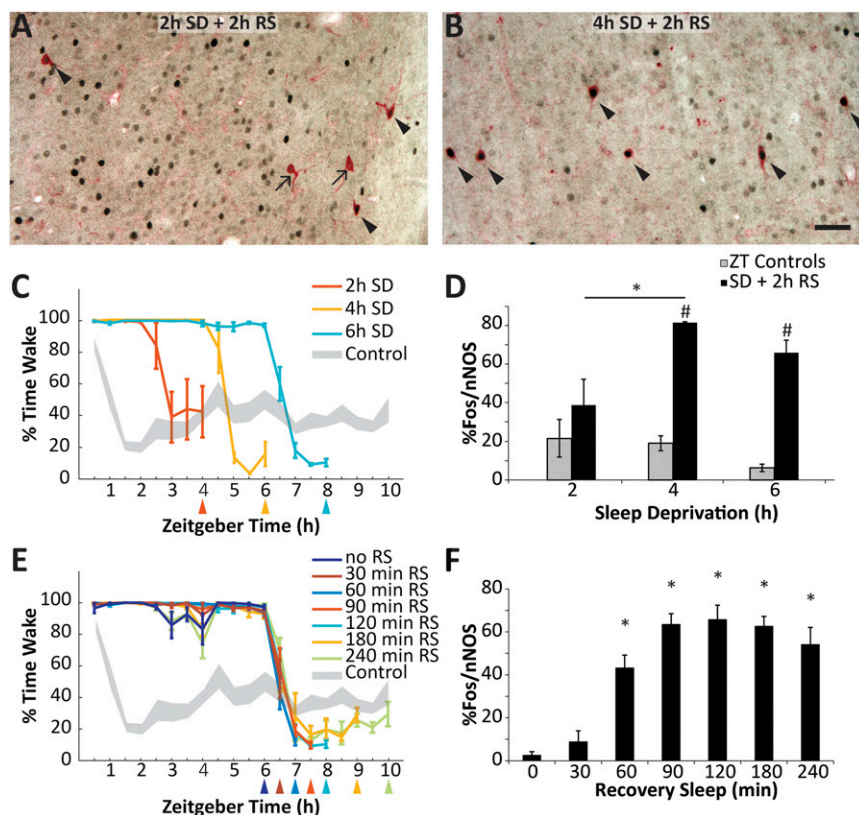 A 2h SD + 2h RS
B 4h SD + 2h RS
C
2h SD
4h SD
6h SD
Control
% Time Wake
100
80
60
40
20
0
1 2 3 4 5 6 7 8 9 10
Zeitgeber Time (h)
D
ZT Controls
SD + 2h RS
*
#
#
%Fos/nNOS
80
60
40
20
0
2 4 6
Sleep Deprivation (h)
E
no RS
30 min RS
60 min RS
90 min RS
120 min RS
180 min RS
240 min RS
Control
% Time Wake
100
80
60
40
20
0
1 2 3 4 5 6 7 8 9 10
Zeitgeber Time (h)
F
* * * * *
%Fos/nNOS
80
60
40
20
0
0 30 60 90 120 180 240
Recovery Sleep (min)